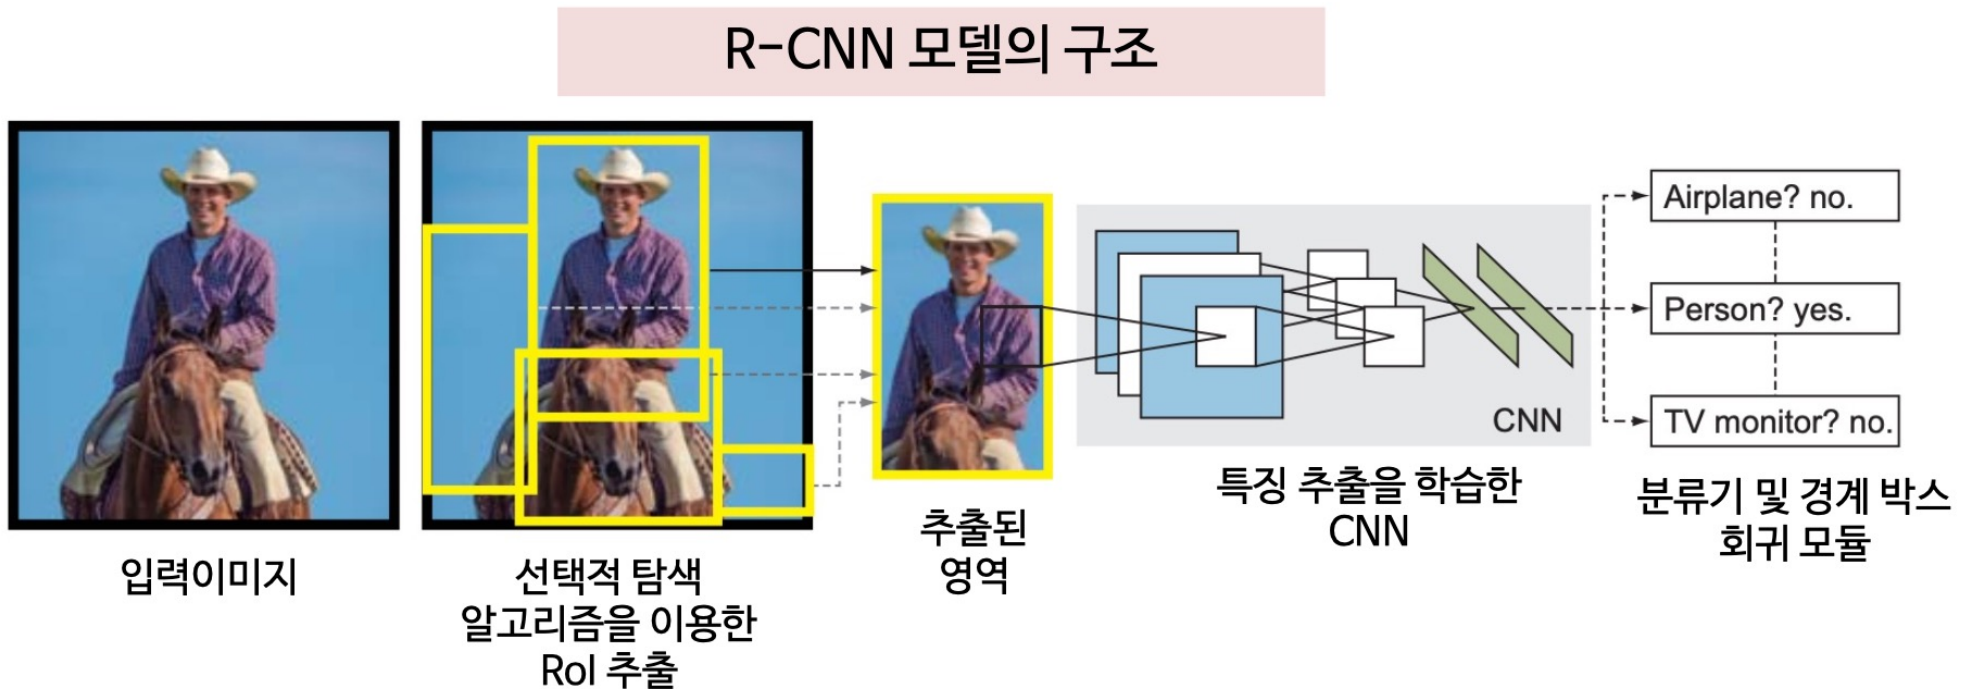 R-CNN 모델의 구조
Airplane? no.
Person? yes.
TV monitor? no.
CNN
입력이미지
선택적 탐색
알고리즘을 이용한
RoI 추출
추출된
영역
특징 추출을 학습한
CNN
분류기 및 경계 박스
회귀 모듈